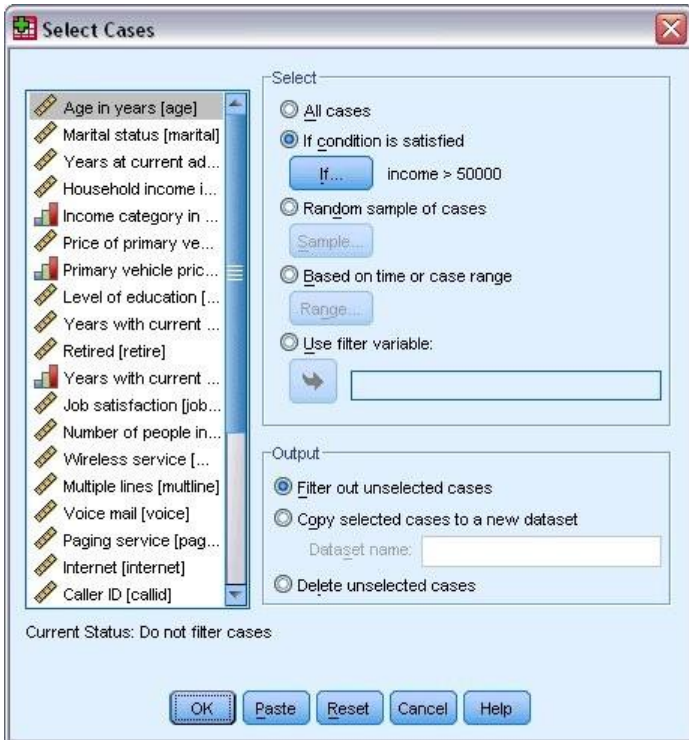 Select Cases
Age in years [age]
Marital status [marital]
Years at current ad...
Household income i...
Income category in ...
Price of primary ve...
Primary vehicle pric...
Level of education [...
Years with current ...
Retired [retire]
Years with current ...
Job satisfaction [job...
Number of people in...
Wireless service [...
Multiple lines [multline]
Voice mail [voice]
Paging service [pag...
Internet [internet]
Caller ID [callid]
Select
All cases
If condition is satisfied
If... income > 50000
Random sample of cases
Sample...
Based on time or case range
Range...
Use filter variable:
Output
Filter out unselected cases
Copy selected cases to a new dataset
Dataset name:
Delete unselected cases
Current Status: Do not filter cases
OK Paste Reset Cancel Help